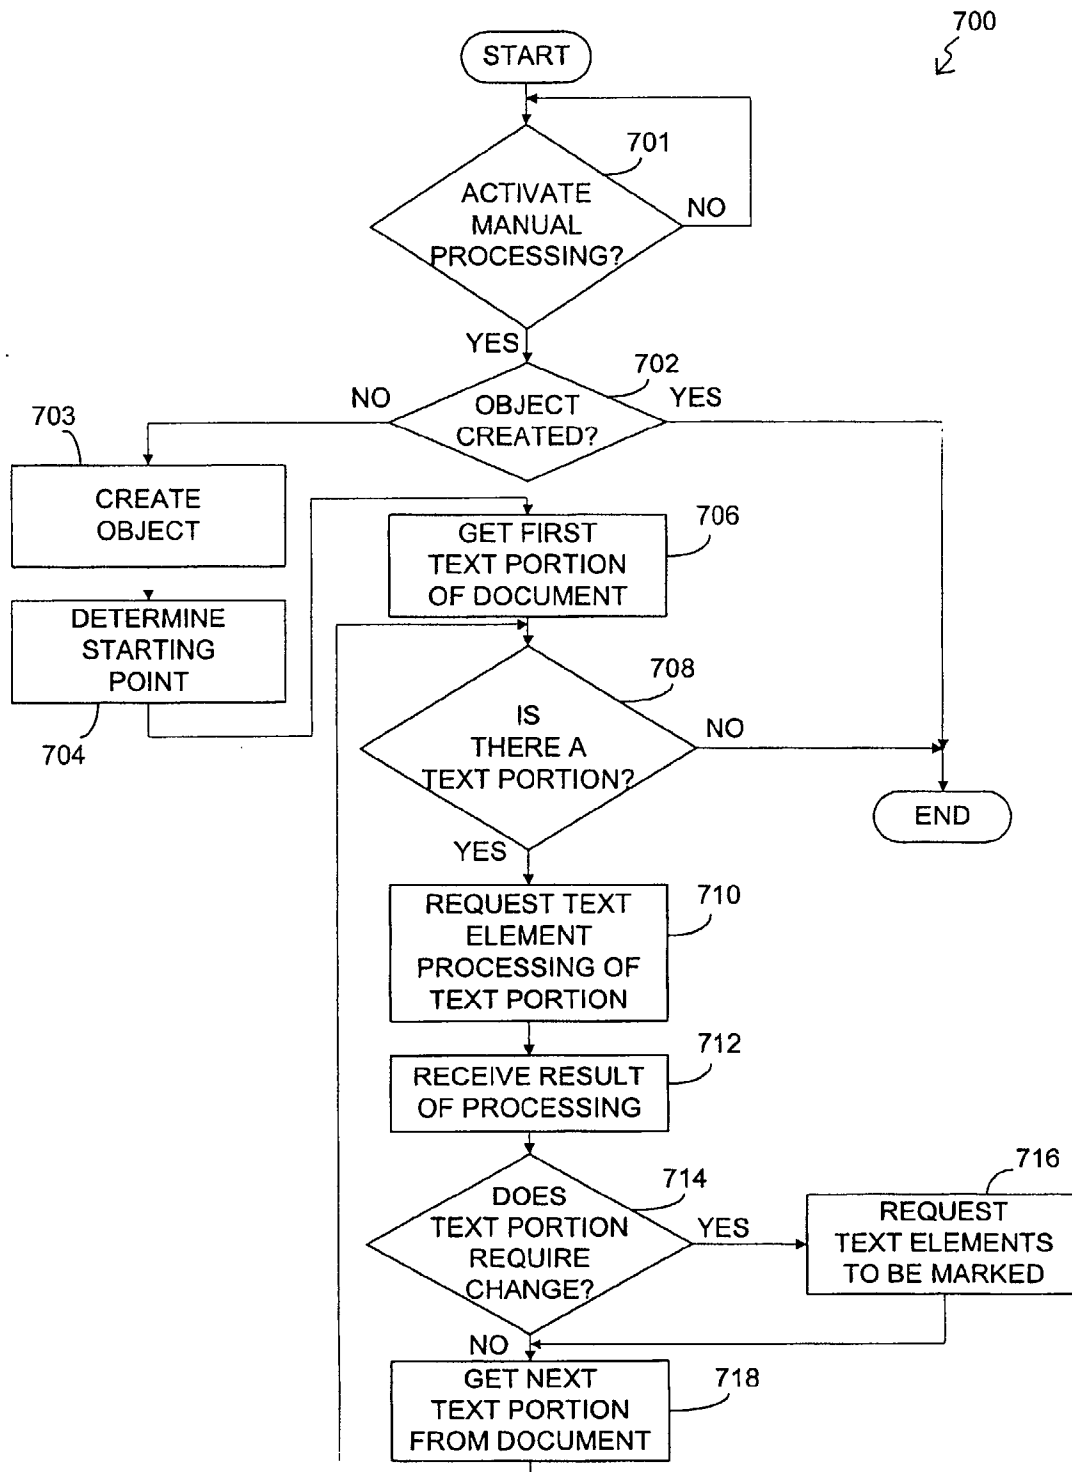 700
START
701
ACTIVATE
MANUAL
PROCESSING?
NO
YES
702
NO
OBJECT
CREATED?
YES
703
CREATE
OBJECT
706
GET FIRST
TEXT PORTION
OF DOCUMENT
DETERMINE
STARTING
POINT
704
708
IS
THERE A
TEXT PORTION?
NO
END
YES
710
REQUEST TEXT
ELEMENT
PROCESSING OF
TEXT PORTION
712
RECEIVE RESULT
OF PROCESSING
714
DOES
TEXT PORTION
REQUIRE
CHANGE?
YES
716
REQUEST
TEXT ELEMENTS
TO BE MARKED
NO
718
GET NEXT
TEXT PORTION
FROM DOCUMENT